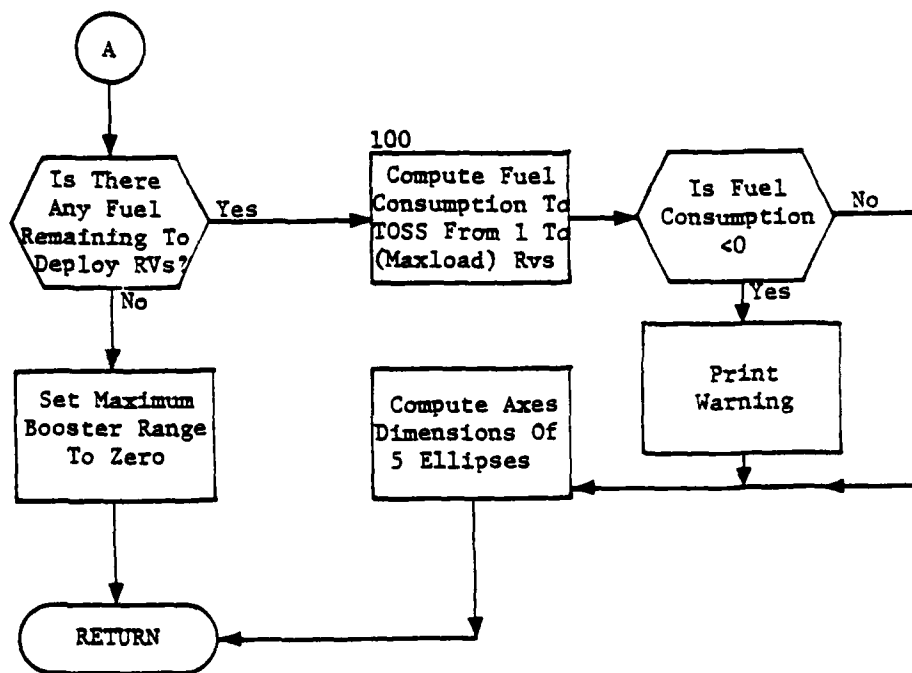 A
Is There
Any Fuel
Remaining To
Deploy RVs?
Yes
No
100
Compute Fuel
Consumption To
TOSS From 1 To
(Maxload) Rvs
Is Fuel
Consumption
<0
No
Yes
Print
Warning
Set Maximum
Booster Range
To Zero
Compute Axes
Dimensions Of
5 Ellipses
RETURN